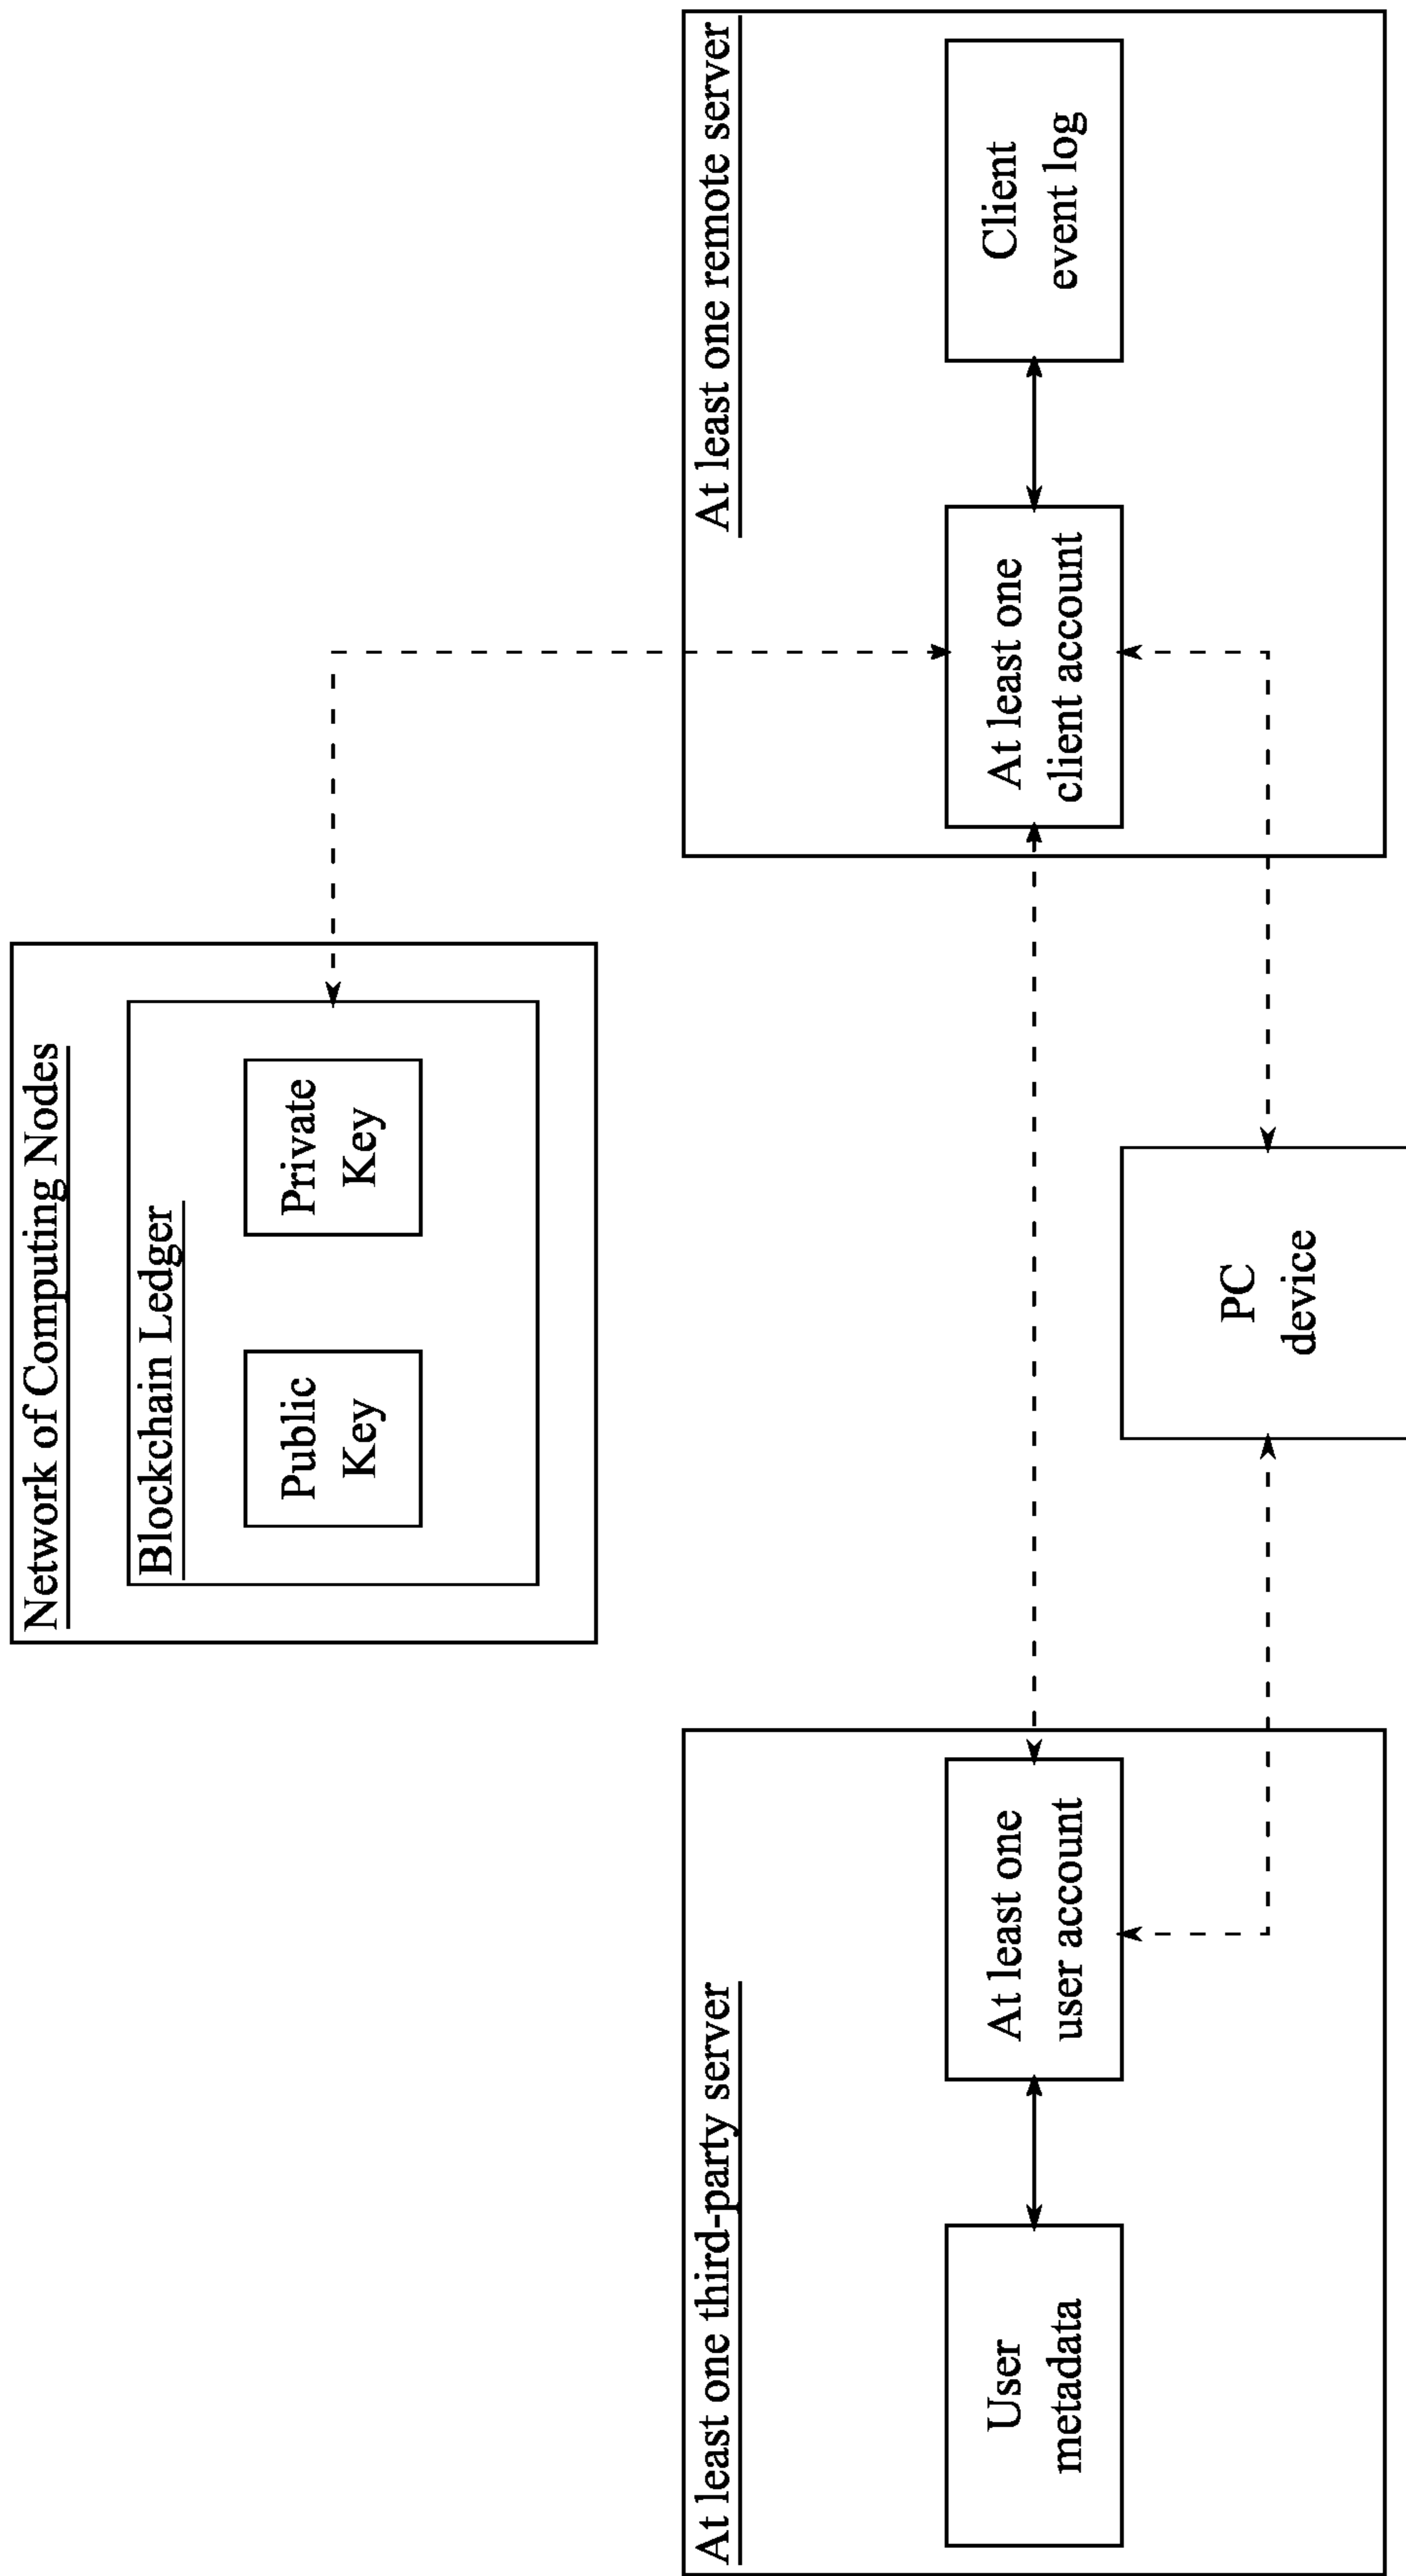 Network of Computing Nodes
Blockchain Ledger
Public
Key
Private
Key
At least one third-party server
User
metadata
At least one
user account
At least one remote server
At least one
client account
Client
event log
PC
device